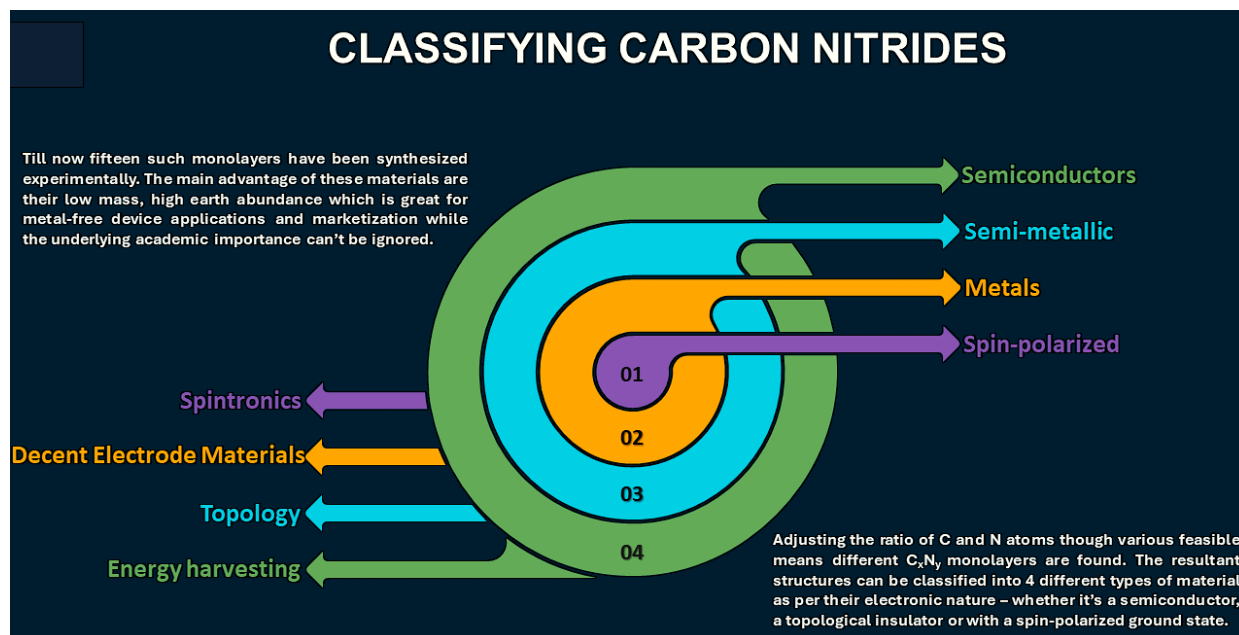 CLASSIFYING CARBON NITRIDES
Till now fifteen such monolayers have been synthesized
experimentally. The main advantage of these materials are
their low mass, high earth abundance which is great for
metal-free device applications and marketization while
the underlying academic importance can't be ignored.
Semiconductors
Semi-metallic
Metals
Spin-polarized
01
02
03
04
Spintronics
Decent Electrode Materials
Topology
Energy harvesting
Adjusting the ratio of C and N atoms though various feasible
means different CxNy monolayers are found. The resultant
structures can be classified into 4 different types of material
as per their electronic nature – whether it's a semiconductor,
a topological insulator or with a spin-polarized ground state.